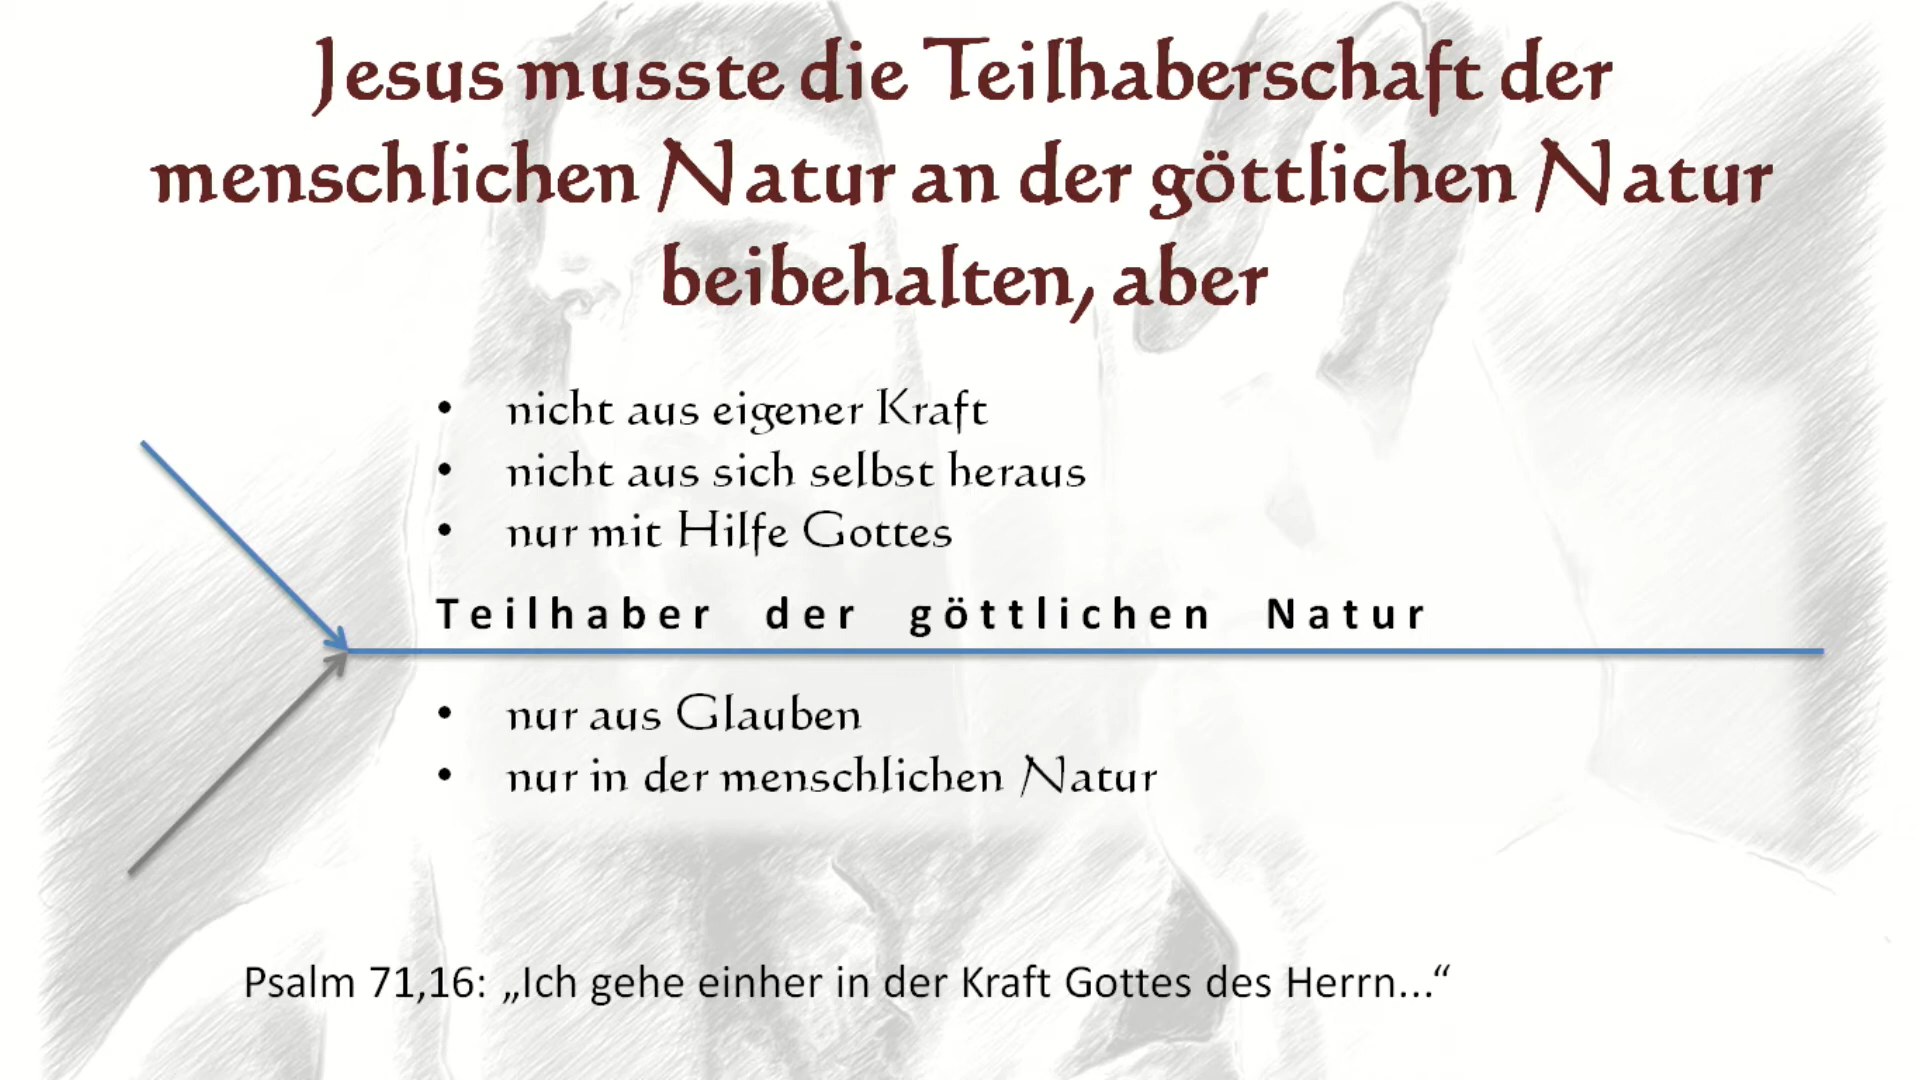 Jesus musste die Teilhaberschaft der
menschlichen Natur an der göttlichen Natur
beibehalten, aber
• nicht aus eigener Kraft
• nicht aus sich selbst heraus
• nur mit Hilfe Gottes
Teilhaber der göttlichen Natur
• nur aus Glauben
• nur in der menschlichen Natur
Psalm 71,16: „Ich gehe einher in der Kraft Gottes des Herrn...“